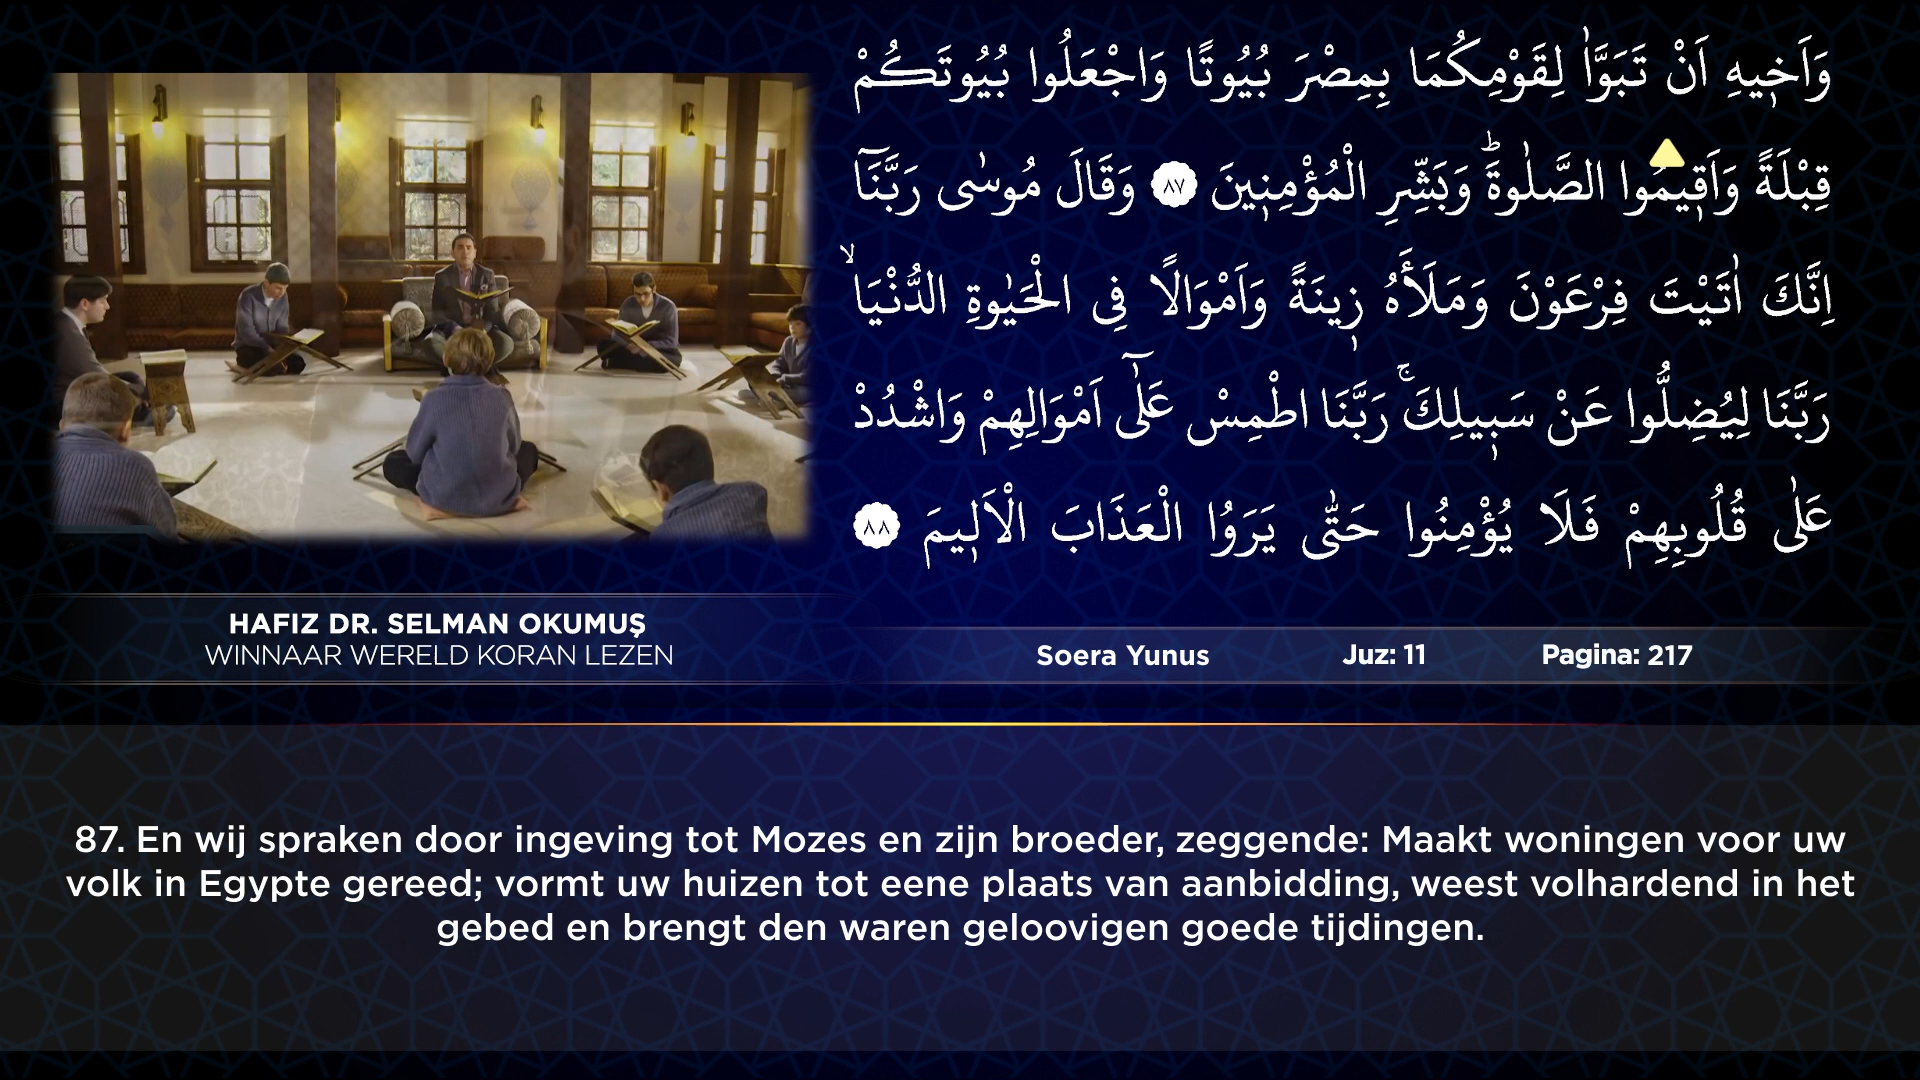 وَاَخ۪يهِ اَنْ تَبَوَّاٰ لِقَوْمِكُمَا بِمِصْرَ بُيُوتًا وَاجْعَلُوا بُيُوتَكُمْ
قِبْلَةً وَاَق۪يمُوا الصَّلٰوةَۜ وَبَشِّرِ الْمُؤْمِن۪ينَ ﴿٨٧﴾ وَقَالَ مُوسٰى رَبَّنَٓا
اِنَّكَ اٰتَيْتَ فِرْعَوْنَ وَمَلَأَهُ ز۪ينَةً وَاَمْوَالًا فِى الْحَيٰوةِ الدُّنْيَاۙ
رَبَّنَا لِيُضِلُّوا عَنْ سَب۪يلِكَۚ رَبَّنَا اطْمِسْ عَلٰٓى اَمْوَالِهِمْ وَاشْدُدْ
عَلٰى قُلُوبِهِمْ فَلَا يُؤْمِنُوا حَتّٰى يَرَوُا الْعَذَابَ الْاَل۪يمَ ﴿٨٨﴾
HAFIZ DR. SELMAN OKUMUŞ
WINNAAR WERELD KORAN LEZEN
Soera Yunus Juz: 11 Pagina: 217
87. En wij spraken door ingeving tot Mozes en zijn broeder, zeggende: Maakt woningen voor uw
volk in Egypte gereed; vormt uw huizen tot eene plaats van aanbidding, weest volhardend in het
gebed en brengt den waren geloovigen goede tijdingen.